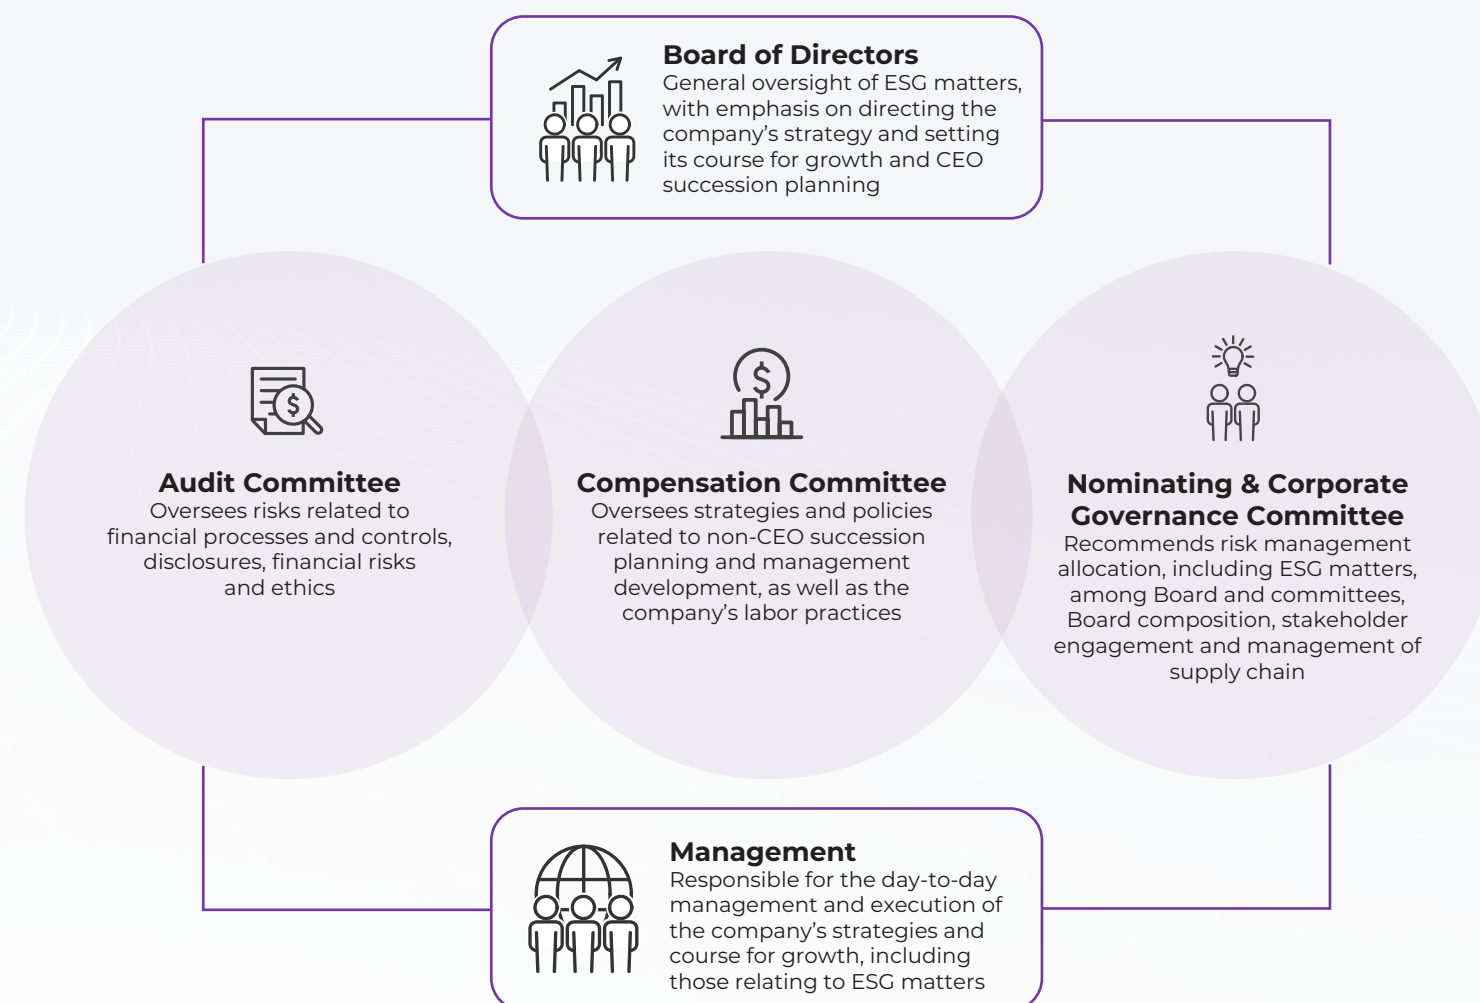 Board of Directors
General oversight of ESG matters,
with emphasis on directing the
company’s strategy and setting
its course for growth and CEO
succession planning
Audit Committee
Oversees risks related to
financial processes and controls,
disclosures, financial risks
and ethics
Compensation Committee
Oversees strategies and policies
related to non-CEO succession
planning and management
development, as well as the
company’s labor practices
Nominating & Corporate
Governance Committee
Recommends risk management
allocation, including ESG matters,
among Board and committees,
Board composition, stakeholder
engagement and management of
supply chain
Management
Responsible for the day-to-day
management and execution of
the company’s strategies and
course for growth, including
those relating to ESG matters